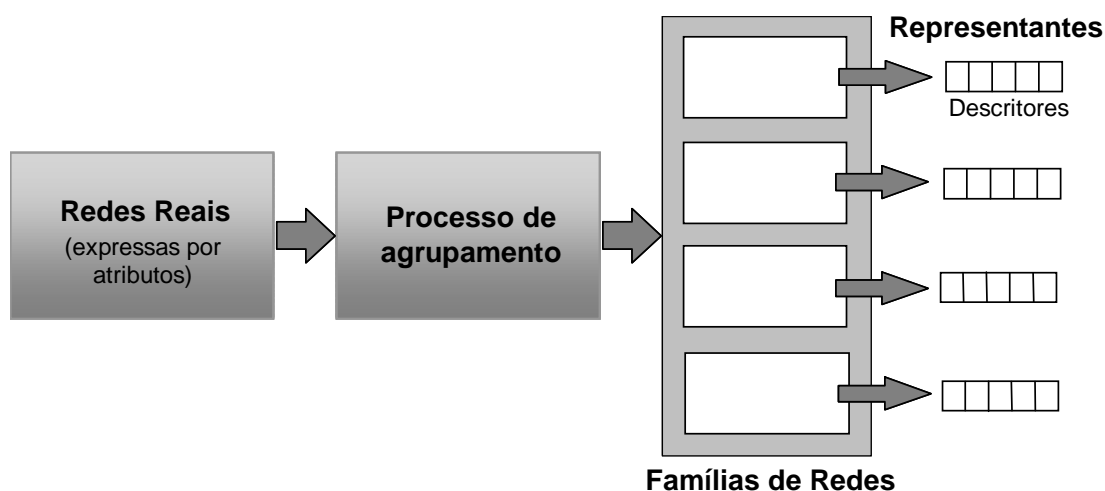 Representantes
Descritores
Redes Reais
(expressas por
atributos)
Processo de
agrupamento
Famílias de Redes